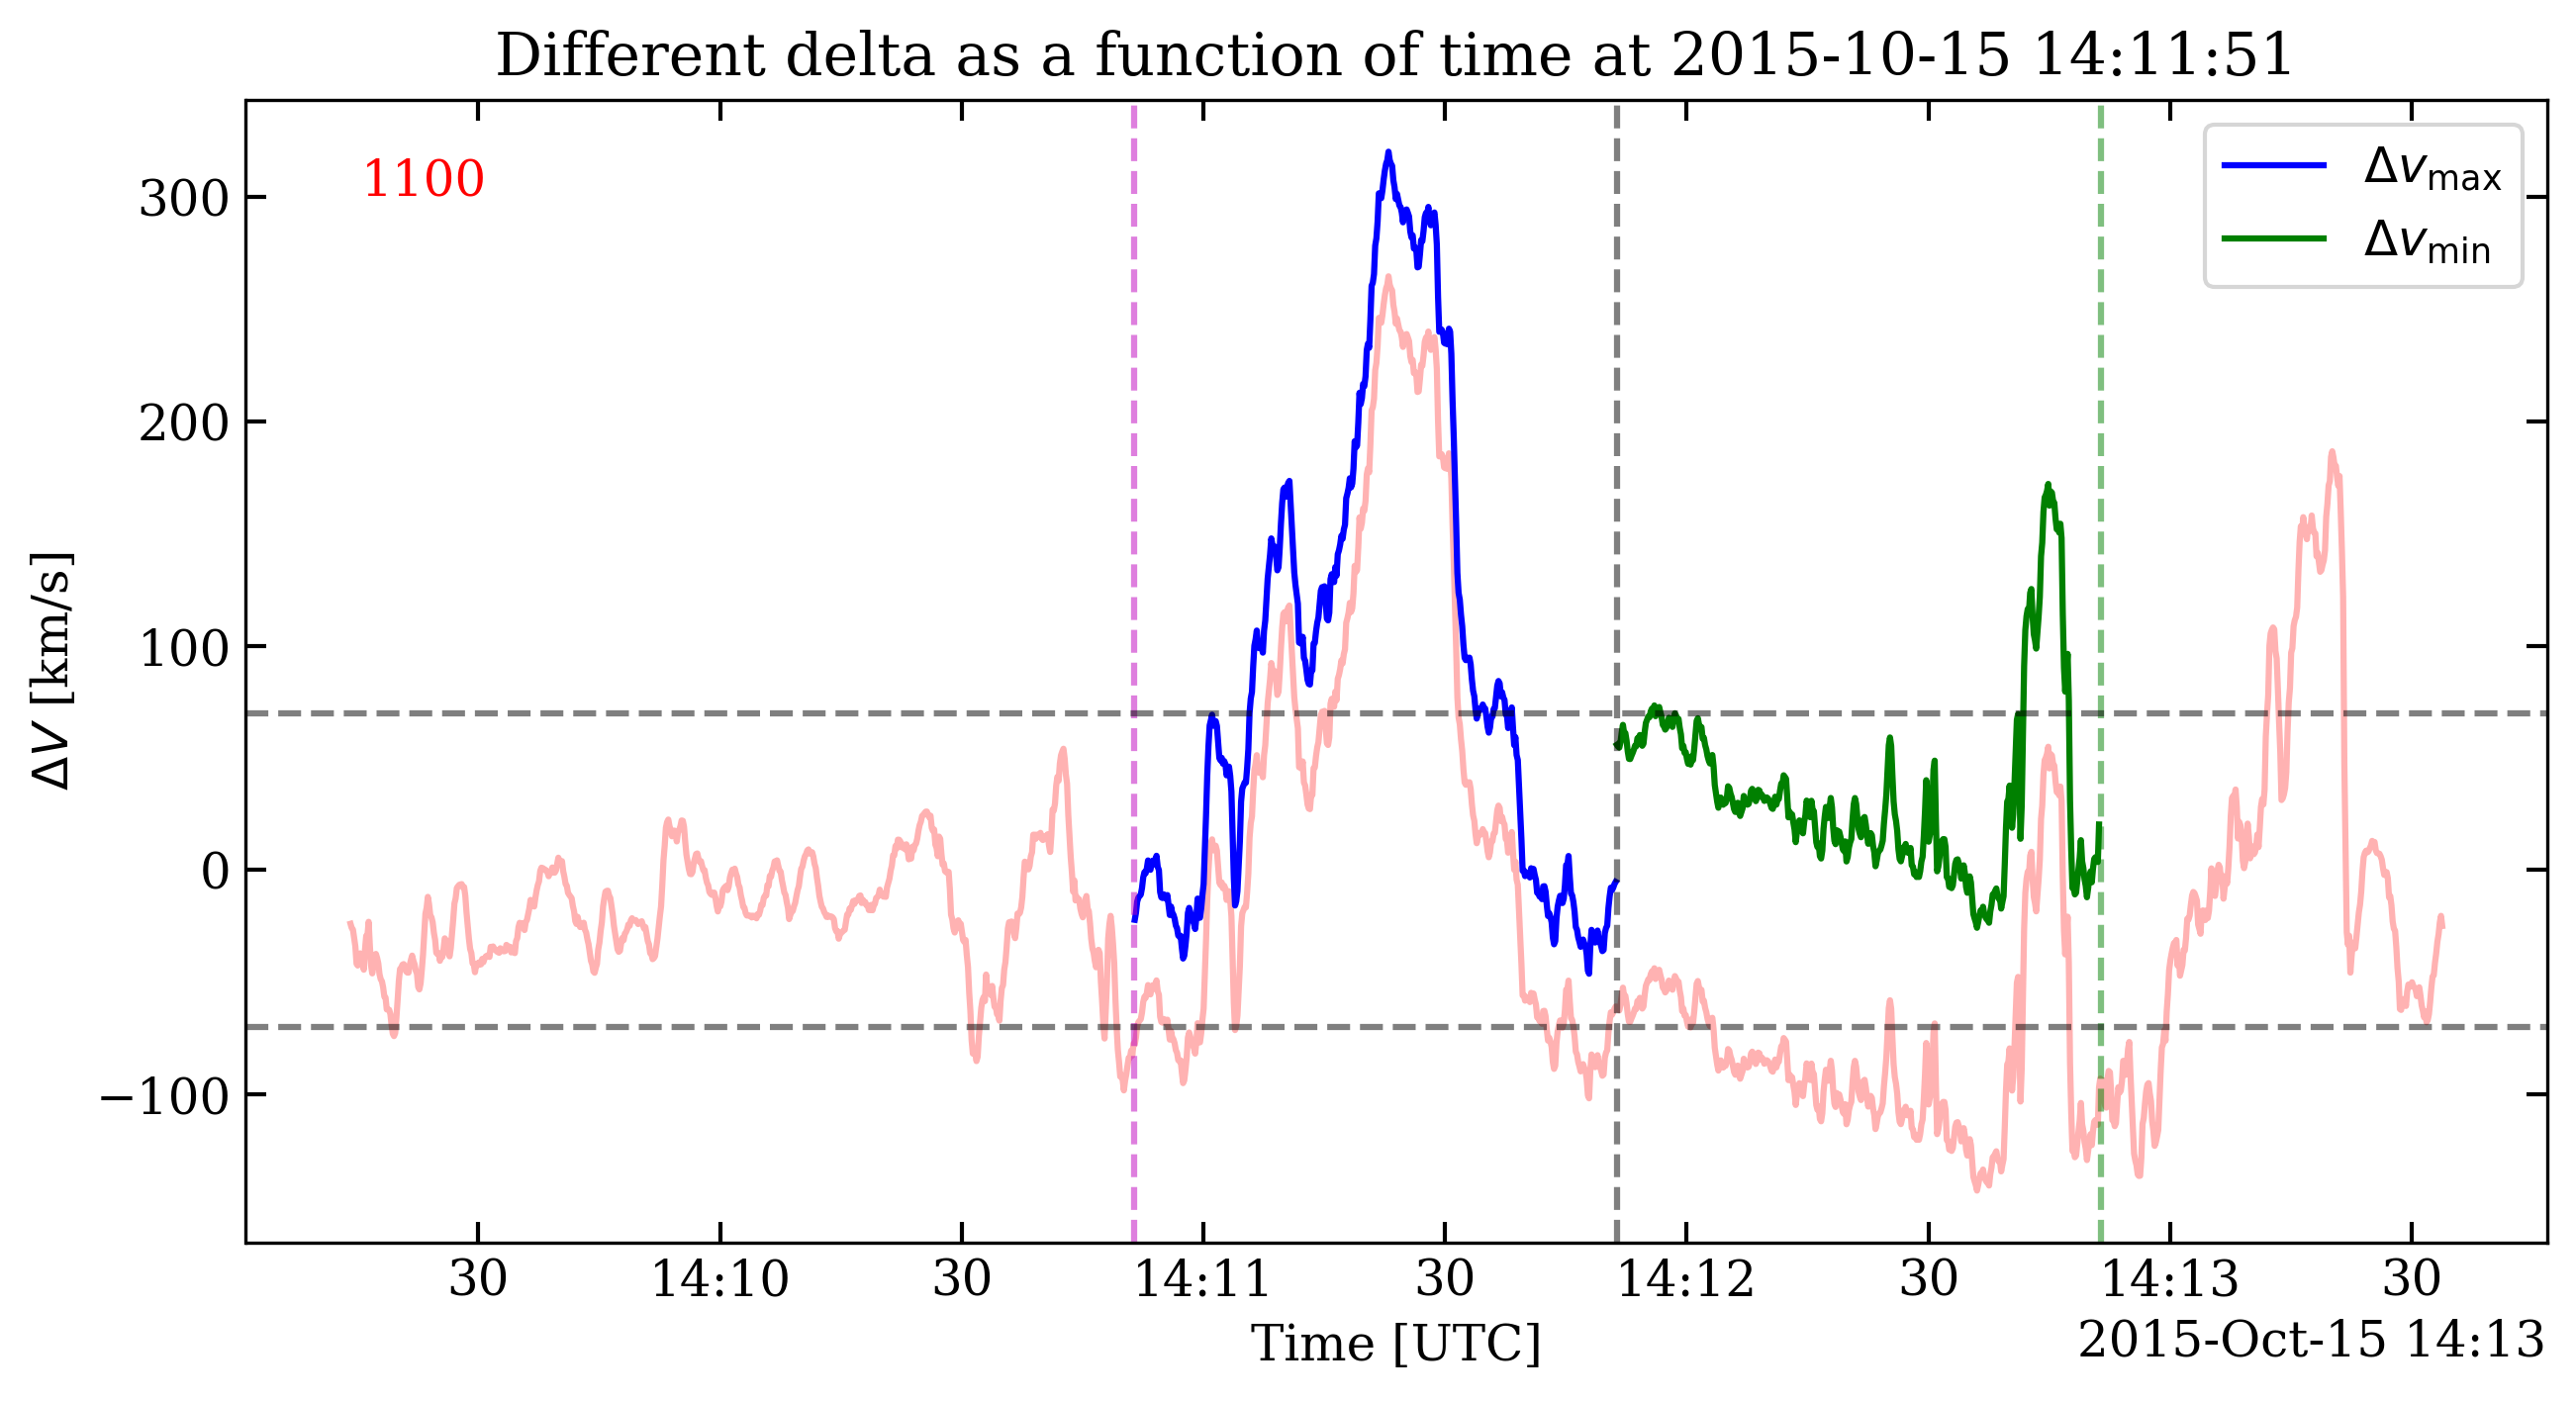 Different delta as a function of time at 2015-10-15 14:11:51
1100
Δv_max
Δv_min
300
200
100
0
−100
ΔV [km/s]
30 14:10 30 14:11 30 14:12 30 14:13 30
Time [UTC]
2015-Oct-15 14:13